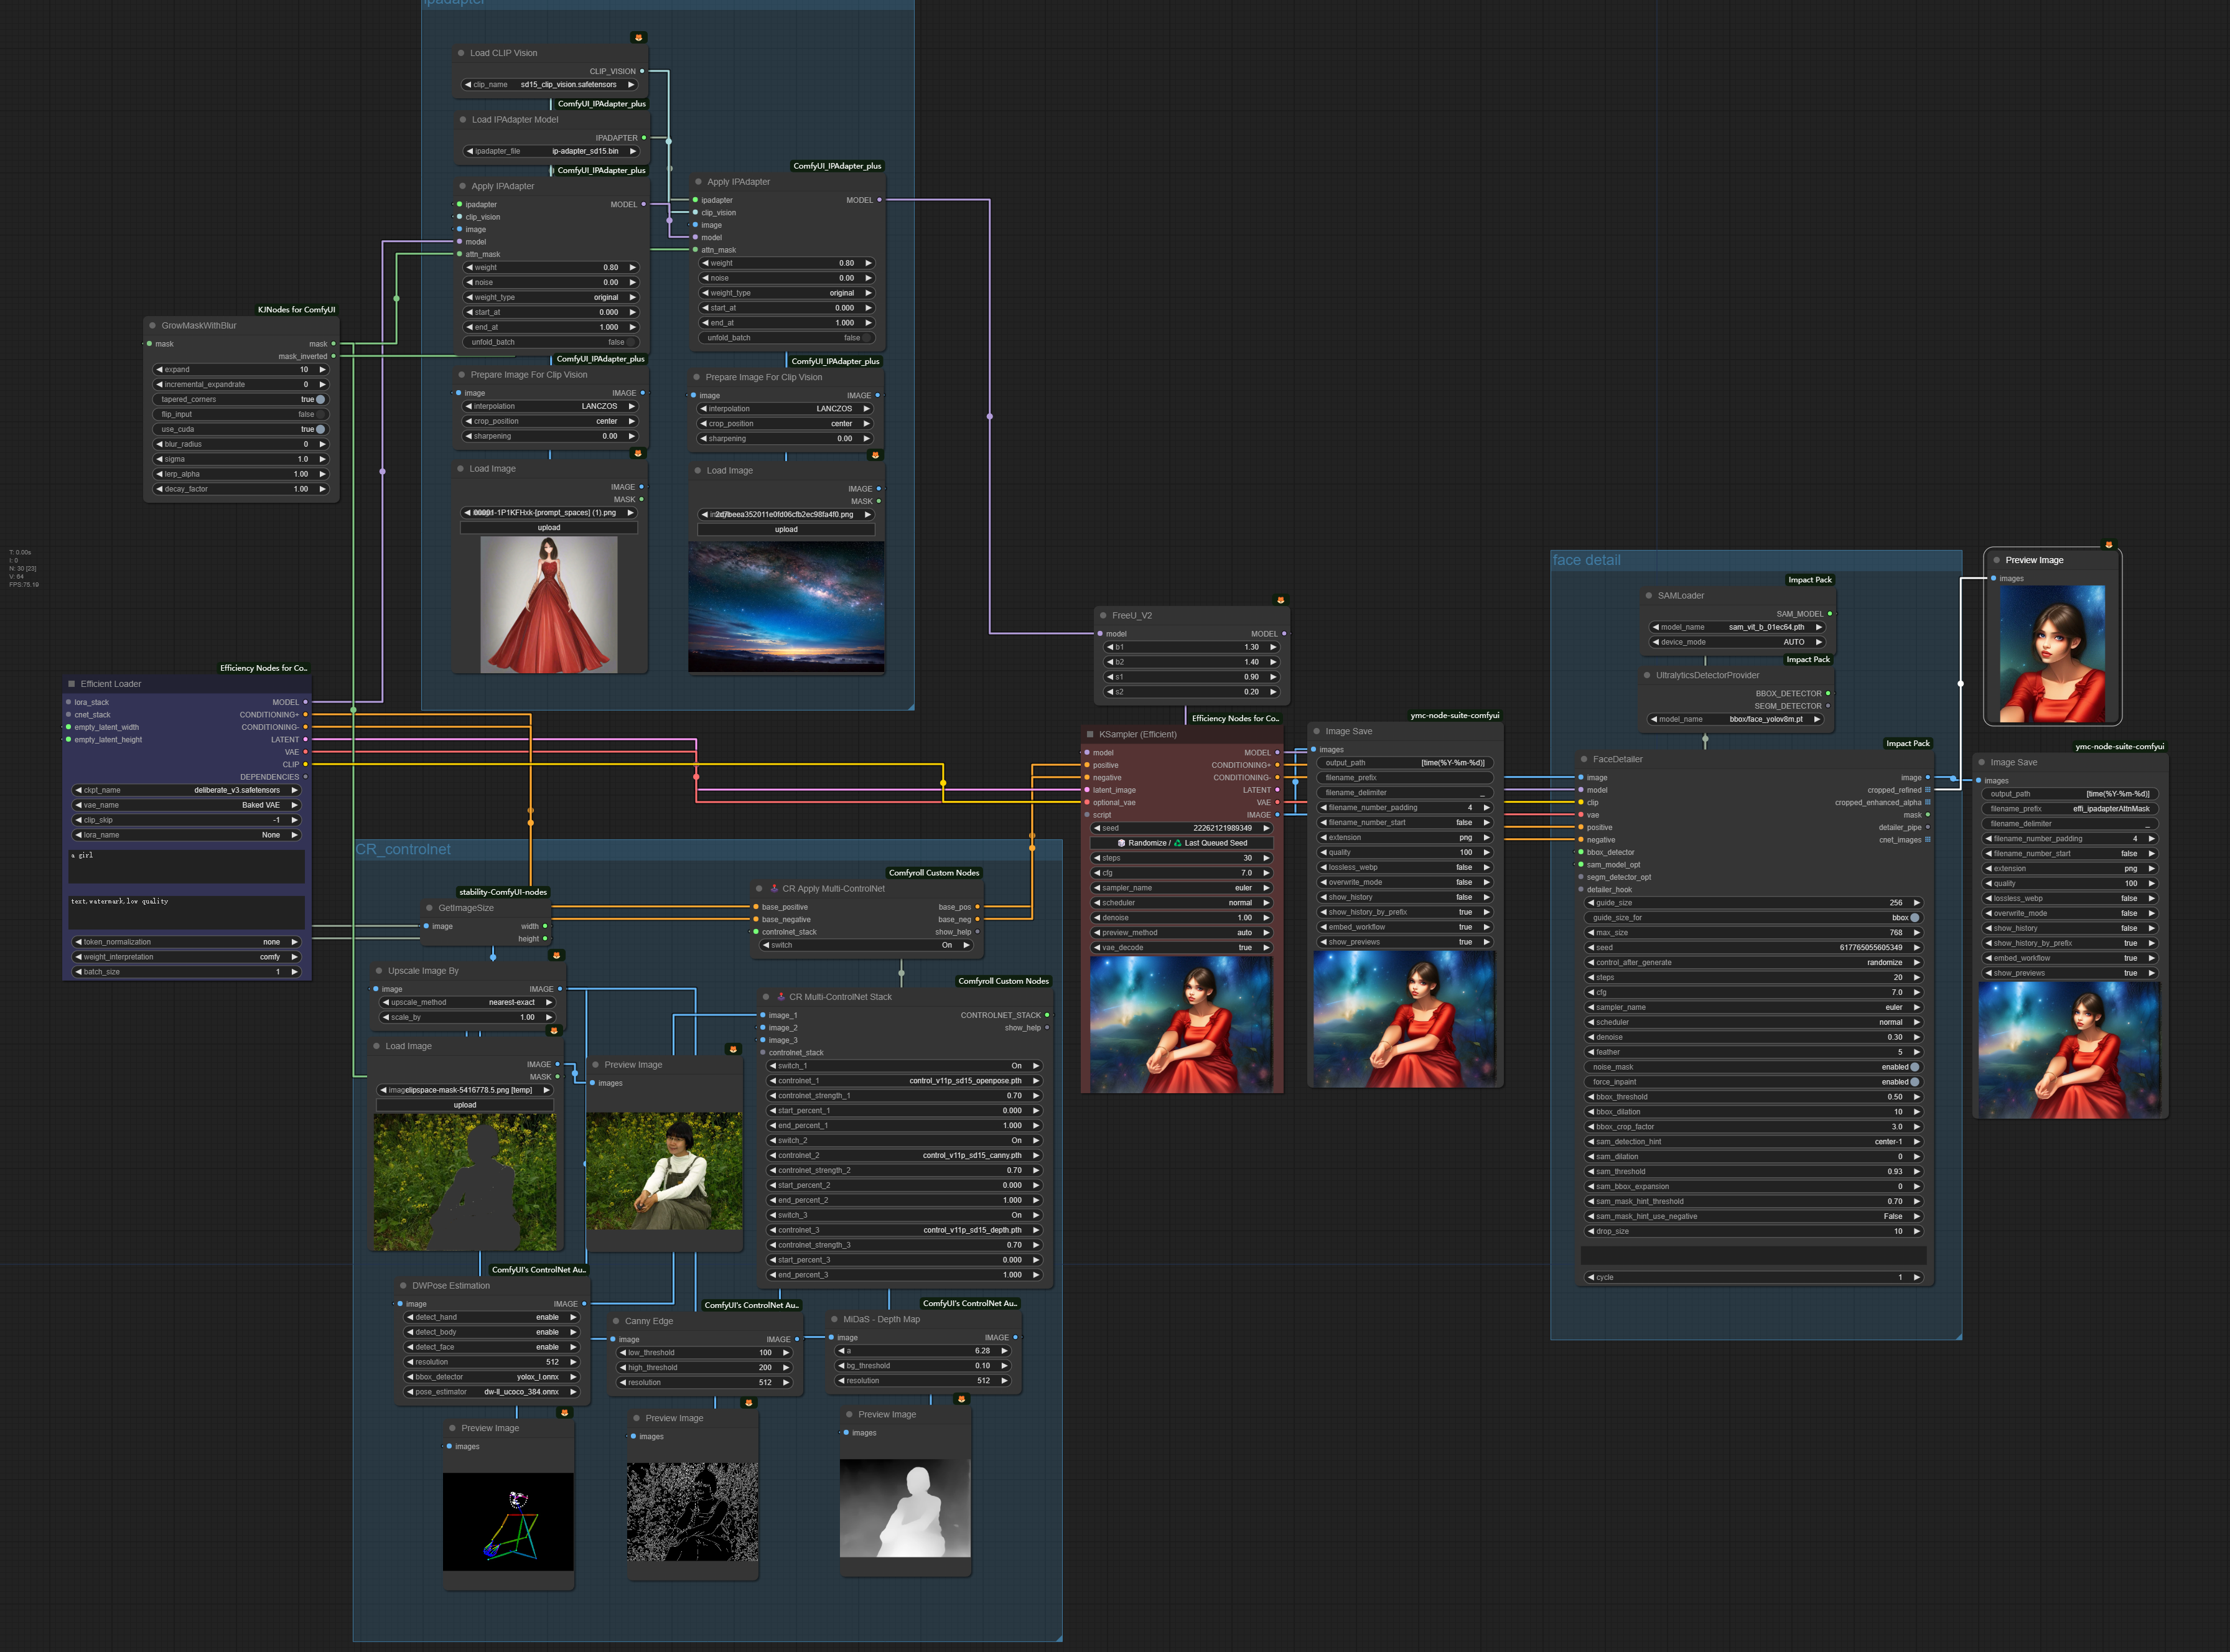 ipadapter
Load CLIP Vision
CLIP_VISION
clip_name sd15_clip_vision.safetensors
ComfyUI_IPAdapter_plus
Load IPAdapter Model
IPADAPTER
ipadapter_file ip-adapter_sd15.bin
ComfyUI_IPAdapter_plus
Apply IPAdapter
ipadapter MODEL
clip_vision
image
model
attn_mask
weight 0.80
noise 0.00
weight_type original
start_at 0.000
end_at 1.000
unfold_batch false
ComfyUI_IPAdapter_plus
Apply IPAdapter
ipadapter MODEL
clip_vision
image
model
attn_mask
weight 0.80
noise 0.00
weight_type original
start_at 0.000
end_at 1.000
unfold_batch false
ComfyUI_IPAdapter_plus
Prepare Image For Clip Vision
image IMAGE
interpolation LANCZOS
crop_position center
sharpening 0.00
ComfyUI_IPAdapter_plus
Prepare Image For Clip Vision
image IMAGE
interpolation LANCZOS
crop_position center
sharpening 0.00
Load Image
IMAGE
MASK
-1P1KFHxk-[prompt_spaces] (1).png
upload
Load Image
IMAGE
MASK
upload
KJNodes for ComfyUI
GrowMaskWithBlur
mask mask
mask_inverted
expand 10
incremental_expandrate 0
tapered_corners true
flip_input false
use_cuda true
blur_radius 0
sigma 1.0
lerp_alpha 1.00
decay_factor 1.00
T: 0.00s
I: 0
N: 30 [23]
V: 64
FPS:75.19
Efficiency Nodes for Co..
Efficient Loader
lora_stack MODEL
cnet_stack CONDITIONING+
empty_latent_width CONDITIONING-
empty_latent_height LATENT
VAE
CLIP
DEPENDENCIES
ckpt_name deliberate_v3.safetensors
vae_name Baked VAE
clip_skip -1
lora_name None
a girl
text,watermark,low quality
token_normalization none
weight_interpretation comfy
batch_size 1
CR_controlnet
stability-ComfyUI-nodes
GetImageSize
image width
height
Upscale Image By
image IMAGE
upscale_method nearest-exact
scale_by 1.00
Load Image
IMAGE
MASK
clipspace-mask-5416778.5.png [temp]
upload
Preview Image
images
Comfyroll Custom Nodes
CR Apply Multi-ControlNet
base_positive base_pos
base_negative base_neg
controlnet_stack show_help
switch On
Comfyroll Custom Nodes
CR Multi-ControlNet Stack
image_1 CONTROLNET_STACK
image_2 show_help
image_3
controlnet_stack
switch_1 On
controlnet_1 control_v11p_sd15_openpose.pth
controlnet_strength_1 0.70
start_percent_1 0.000
end_percent_1 1.000
switch_2 On
controlnet_2 control_v11p_sd15_canny.pth
controlnet_strength_2 0.70
start_percent_2 0.000
end_percent_2 1.000
switch_3 On
controlnet_3 control_v11p_sd15_depth.pth
controlnet_strength_3 0.70
start_percent_3 0.000
end_percent_3 1.000
ComfyUI's ControlNet Au..
DWPose Estimation
image IMAGE
detect_hand enable
detect_body enable
detect_face enable
resolution 512
bbox_detector yolox_l.onnx
pose_estimator dw-ll_ucoco_384.onnx
ComfyUI's ControlNet Au..
Canny Edge
image IMAGE
low_threshold 100
high_threshold 200
resolution 512
ComfyUI's ControlNet Au..
MiDaS - Depth Map
image IMAGE
a 6.28
bg_threshold 0.10
resolution 512
Preview Image
images
Preview Image
images
Preview Image
images
FreeU_V2
model MODEL
b1 1.30
b2 1.40
s1 0.90
s2 0.20
Efficiency Nodes for Co..
KSampler (Efficient)
model MODEL
positive CONDITIONING+
negative CONDITIONING-
latent_image LATENT
optional_vae VAE
script IMAGE
seed 22262121989349
Randomize / Last Queued Seed
steps 30
cfg 7.0
sampler_name euler
scheduler normal
denoise 1.00
preview_method auto
vae_decode true
ymc-node-suite-comfyui
Image Save
images
output_path [time(%Y-%m-%d)]
filename_prefix
filename_delimiter _
filename_number_padding 4
filename_number_start false
extension png
quality 100
lossless_webp false
overwrite_mode false
show_history false
show_history_by_prefix true
embed_workflow true
show_previews true
face detail
Impact Pack
SAMLoader
SAM_MODEL
model_name sam_vit_b_01ec64.pth
device_mode AUTO
Impact Pack
UltralyticsDetectorProvider
BBOX_DETECTOR
SEGM_DETECTOR
model_name bbox/face_yolov8m.pt
Impact Pack
FaceDetailer
image image
model cropped_refined
clip cropped_enhanced_alpha
vae mask
positive detailer_pipe
negative cnet_images
bbox_detector
sam_model_opt
segm_detector_opt
detailer_hook
guide_size 256
guide_size_for bbox
max_size 768
seed 617765055605349
control_after_generate randomize
steps 20
cfg 7.0
sampler_name euler
scheduler normal
denoise 0.30
feather 5
noise_mask enabled
force_inpaint enabled
bbox_threshold 0.50
bbox_dilation 10
bbox_crop_factor 3.0
sam_detection_hint center-1
sam_dilation 0
sam_threshold 0.93
sam_bbox_expansion 0
sam_mask_hint_threshold 0.70
sam_mask_hint_use_negative False
drop_size 10
cycle 1
Preview Image
images
ymc-node-suite-comfyui
Image Save
images
output_path [time(%Y-%m-%d)]
filename_prefix effi_ipadapterAttnMask
filename_delimiter _
filename_number_padding 4
filename_number_start false
extension png
quality 100
lossless_webp false
overwrite_mode false
show_history false
show_history_by_prefix true
embed_workflow true
show_previews true